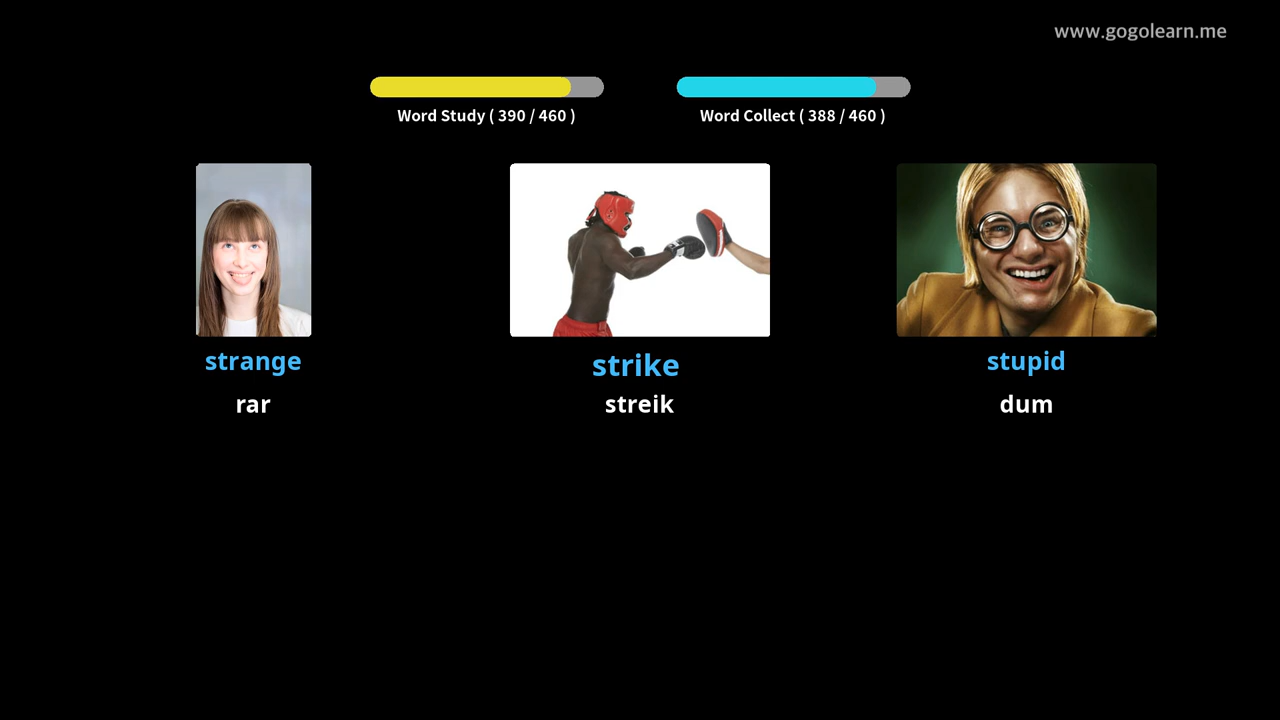 www.gogolearn.me
Word Study ( 390 / 460 )
Word Collect ( 388 / 460 )
strange
rar
strike
streik
stupid
dum